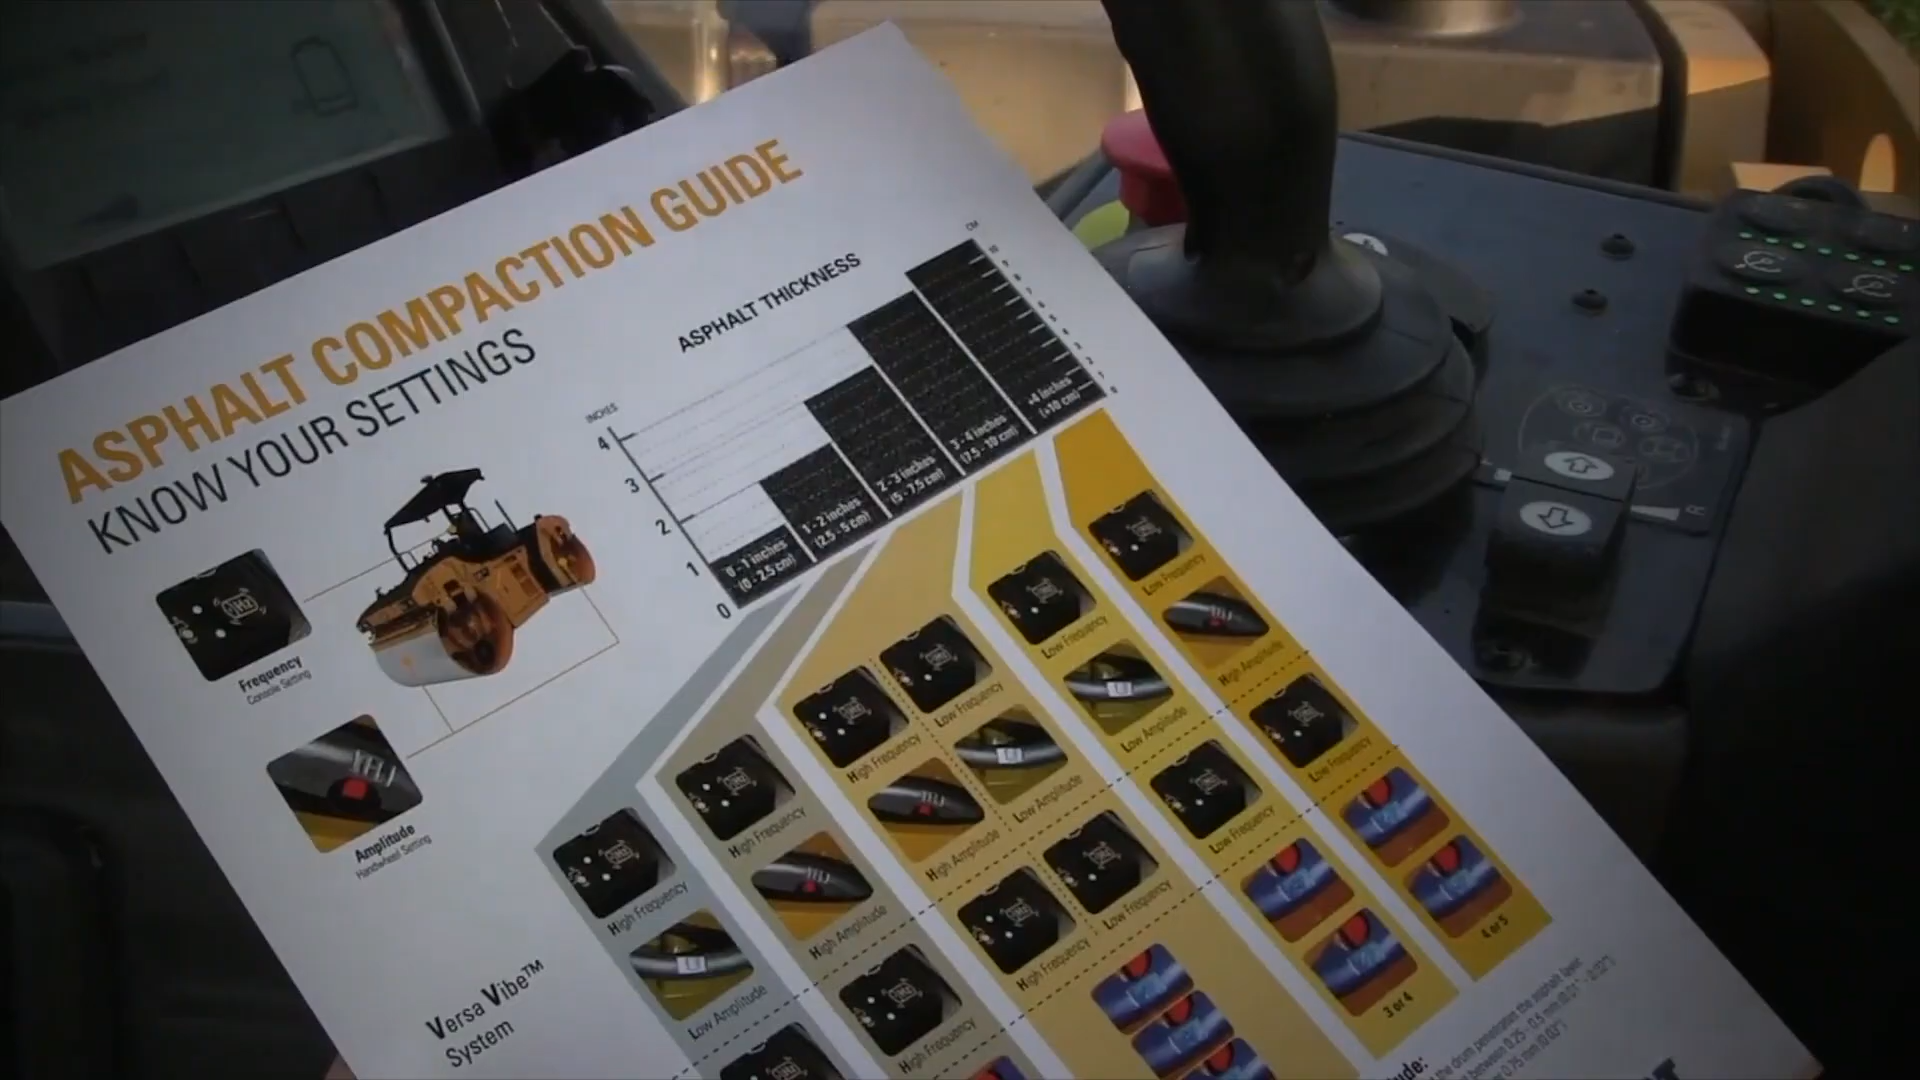 ASPHALT COMPACTION GUIDE
KNOW YOUR SETTINGS
ASPHALT THICKNESS
INCHES
CM
4
3
2
1
0
0 - 1 inches
(0 - 2.5 cm)
1 - 2 inches
(2.5 - 5 cm)
2 - 3 inches
(5 - 7.5 cm)
3 - 4 inches
(7.5 - 10 cm)
+4 inches
(+10 cm)
Frequency
Console Setting
Amplitude
Handwheel Setting
Versa Vibe™
System
High Frequency
Low Amplitude
High Frequency
High Amplitude
High Frequency
High Frequency
High Amplitude
Low Frequency
Low Amplitude
High Frequency
Low Frequency
Low Frequency
Low Amplitude
Low Frequency
3 or 4
Low Frequency
High Amplitude
Low Frequency
4 or 5